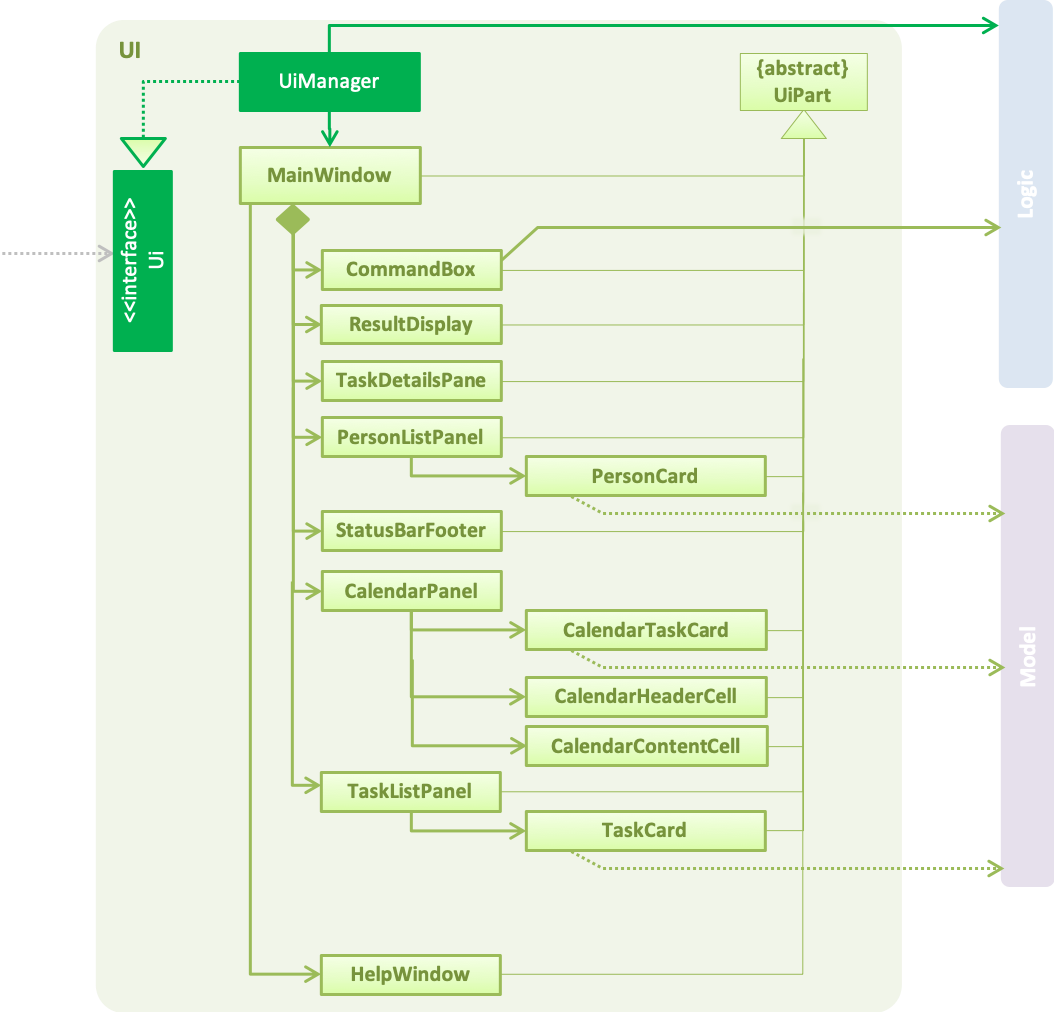 UI
UiManager
{abstract}
UiPart
MainWindow
<<interface>>
Ui
Logic
CommandBox
ResultDisplay
TaskDetailsPane
PersonListPanel
PersonCard
StatusBarFooter
CalendarPanel
CalendarTaskCard
Model
CalendarHeaderCell
CalendarContentCell
TaskListPanel
TaskCard
HelpWindow